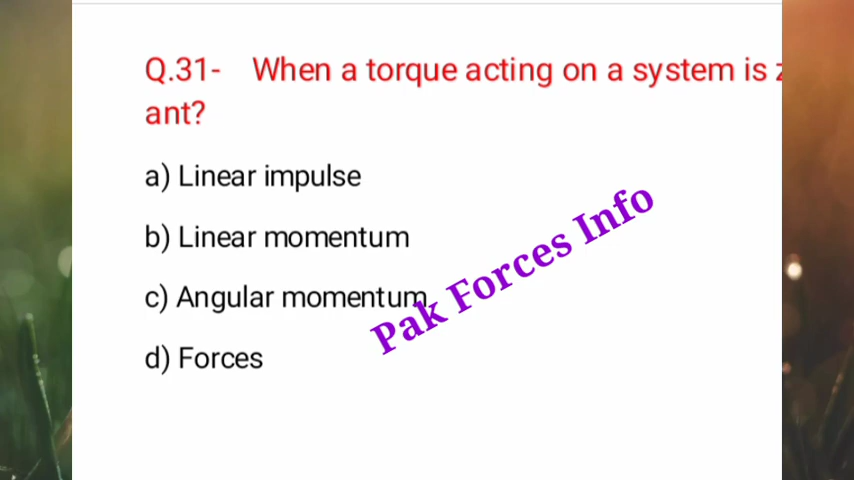 Q.31- When a torque acting on a system is
ant?
a) Linear impulse
b) Linear momentum
c) Angular momentum
d) Forces
Pak Forces Info